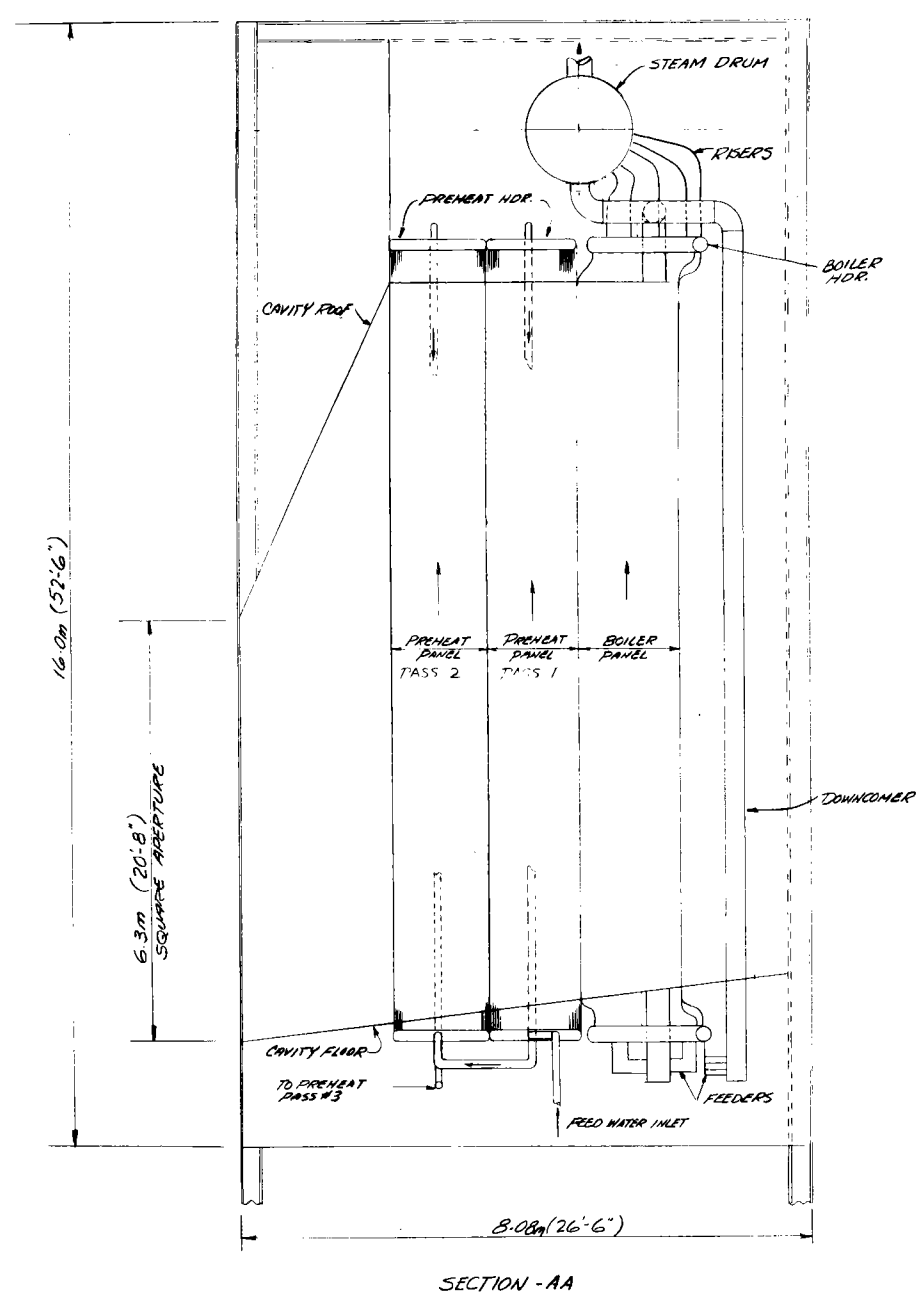 STEAM DRUM
RISERS
PREHEAT HDR.
BOILER
HDR.
CAVITY ROOF
16.0m (52'-6")
PREHEAT
PANEL
PASS 2
PREHEAT
PANEL
PASS 1
BOILER
PANEL
6.3m (20'-8")
SQUARE APERTURE
DOWNCOMER
CAVITY FLOOR
TO PREHEAT
PASS #3
FEED WATER INLET
FEEDERS
8.08m (26'-6")
SECTION - AA